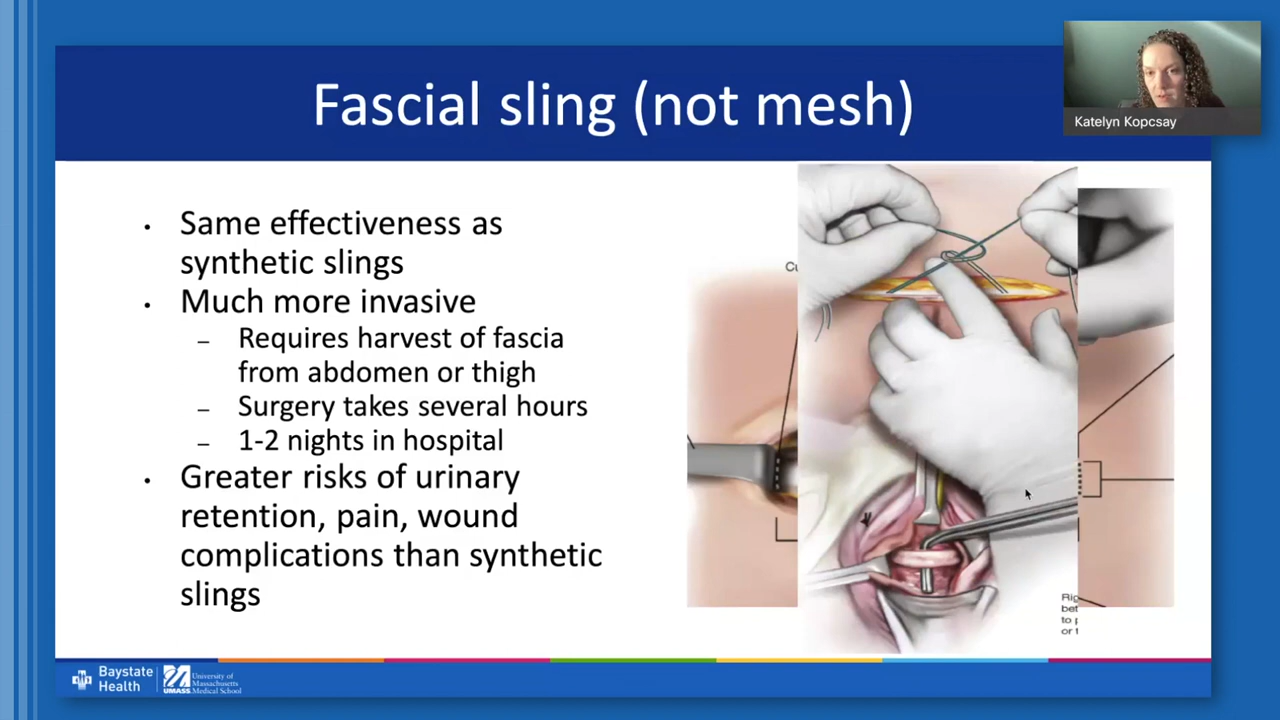 Fascial sling (not mesh)
Katelyn Kopcsay
• Same effectiveness as
synthetic slings
• Much more invasive
– Requires harvest of fascia
from abdomen or thigh
– Surgery takes several hours
– 1-2 nights in hospital
• Greater risks of urinary
retention, pain, wound
complications than synthetic
slings
Baystate
Health
UMASS
University of
Massachusetts
Medical School